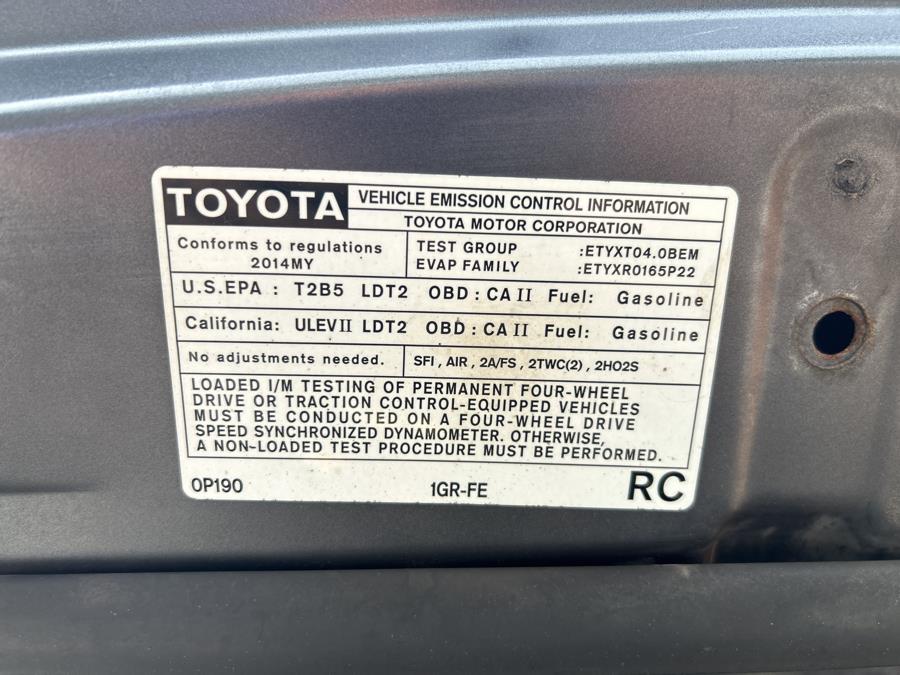 TOYOTA VEHICLE EMISSION CONTROL INFORMATION
TOYOTA MOTOR CORPORATION
Conforms to regulations
2014MY
TEST GROUP :ETYXT04.0BEM
EVAP FAMILY :ETYXR0165P22
U.S.EPA : T2B5 LDT2 OBD : CA II Fuel: Gasoline
California: ULEV II LDT2 OBD : CA II Fuel: Gasoline
No adjustments needed. SFI , AIR , 2A/FS , 2TWC(2) , 2HO2S
LOADED I/M TESTING OF PERMANENT FOUR-WHEEL
DRIVE OR TRACTION CONTROL-EQUIPPED VEHICLES
MUST BE CONDUCTED ON A FOUR-WHEEL DRIVE
SPEED SYNCHRONIZED DYNAMOMETER. OTHERWISE,
A NON-LOADED TEST PROCEDURE MUST BE PERFORMED.
0P190 1GR-FE RC